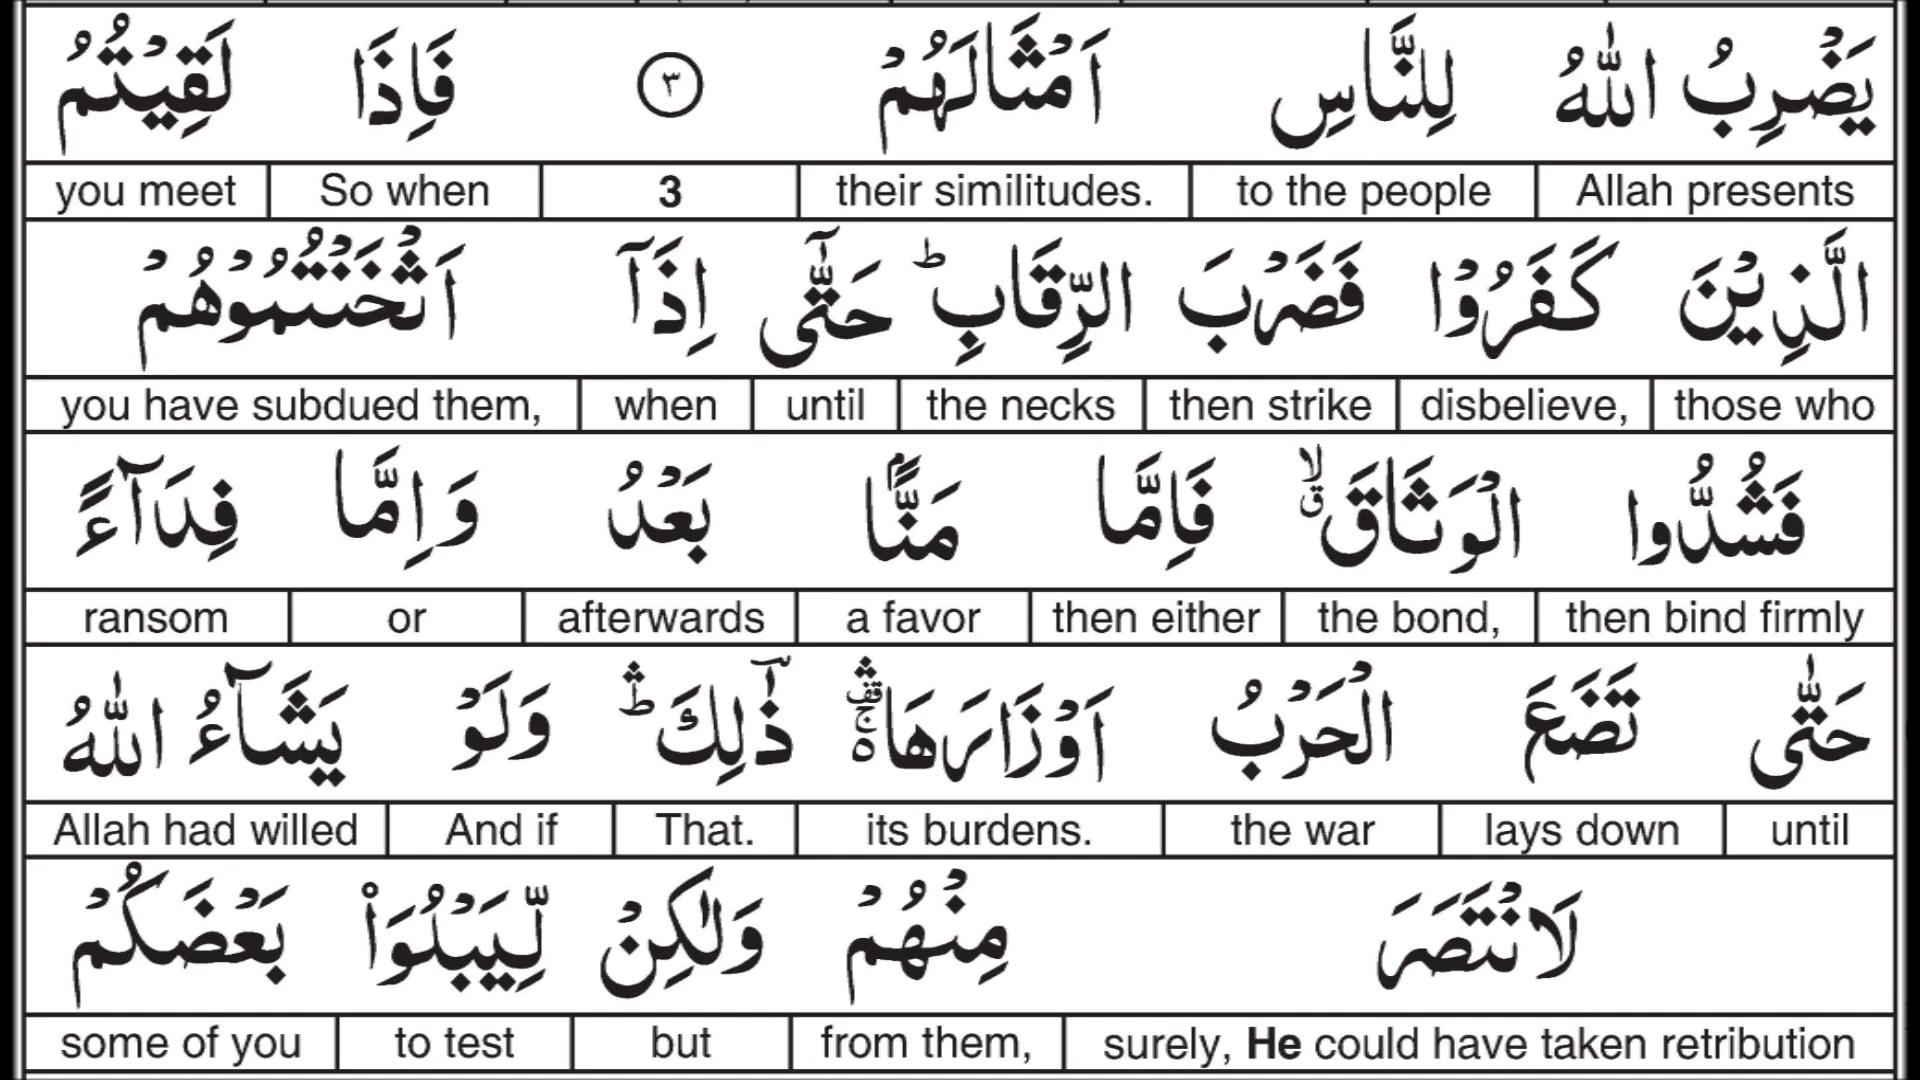 يَضْرِبُ اللّٰهُ لِلنَّاسِ اَمْثَالَهُمْ ٣ فَاِذَا لَقِيْتُمُ
Allah presents to the people their similitudes. 3 So when you meet
الَّذِيْنَ كَفَرُوْا فَضَرْبَ الرِّقَابِ ؕ حَتّٰۤى اِذَاۤ اَثْخَنْتُمُوْهُمْ
those who disbelieve, then strike the necks until when you have subdued them,
فَشُدُّوا الْوَثَاقَ ۙۗ فَاِمَّا مَنًّۢا بَعْدُ وَ اِمَّا فِدَآءً
then bind firmly the bond, then either a favor afterwards or ransom
حَتّٰى تَضَعَ الْحَرْبُ اَوْزَارَهَا ذٰؔلِكَ ؕ وَلَوْ يَشَآءُ اللّٰهُ
until lays down the war its burdens. That. And if Allah had willed
لَانْتَصَرَ مِنْهُمْ وَلٰكِنْ لِّيَبْلُوَا۟ بَعْضَكُمْ
surely, He could have taken retribution from them, but to test some of you